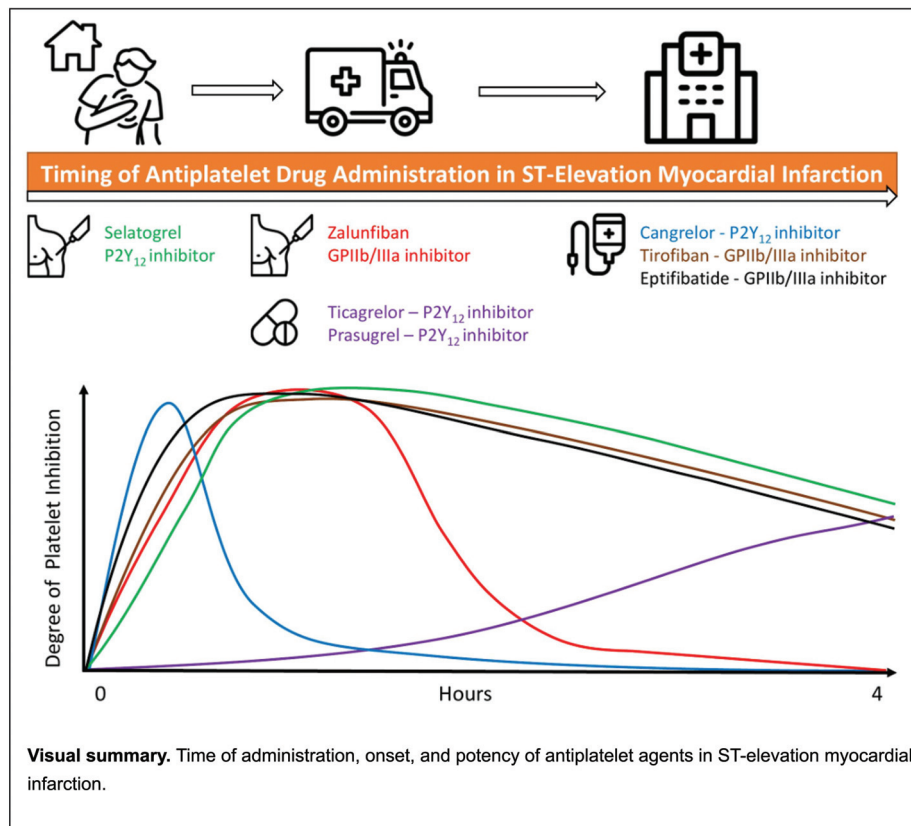 Timing of Antiplatelet Drug Administration in ST-Elevation Myocardial Infarction
Selatogrel
P2Y₁₂ inhibitor
Zalunfiban
GPIIb/IIIa inhibitor
Ticagrelor – P2Y₁₂ inhibitor
Prasugrel – P2Y₁₂ inhibitor
Cangrelor - P2Y₁₂ inhibitor
Tirofiban - GPIIb/IIIa inhibitor
Eptifibatide - GPIIb/IIIa inhibitor
Degree of Platelet Inhibition
0
Hours
4
Visual summary. Time of administration, onset, and potency of antiplatelet agents in ST-elevation myocardial
infarction.